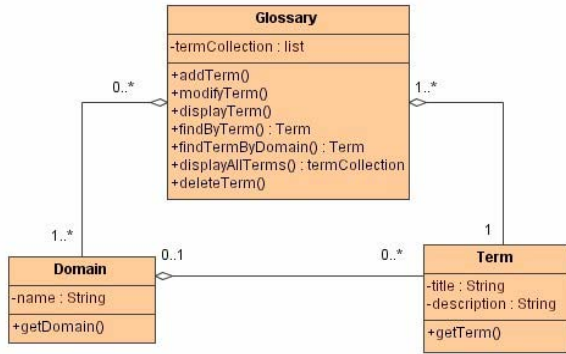 Glossary
-termCollection : list
+addTerm()
+modifyTerm()
+displayTerm()
+findByTerm() : Term
+findTermByDomain() : Term
+displayAllTerms() : termCollection
+deleteTerm()
0..*
1..*
1..*
1
Domain
-name : String
+getDomain()
0..1
0..*
Term
-title : String
-description : String
+getTerm()